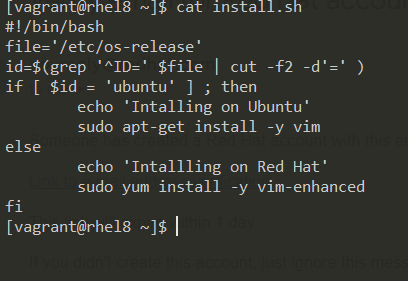 [vagrant@rhel8 ~]$ cat install.sh
#!/bin/bash
file='/etc/os-release'
id=$(grep '^ID=' $file | cut -f2 -d'=' )
if [ $id = 'ubuntu' ] ; then
        echo 'Intalling on Ubuntu'
        sudo apt-get install -y vim
else
        echo 'Intallling on Red Hat'
        sudo yum install -y vim-enhanced
fi
[vagrant@rhel8 ~]$